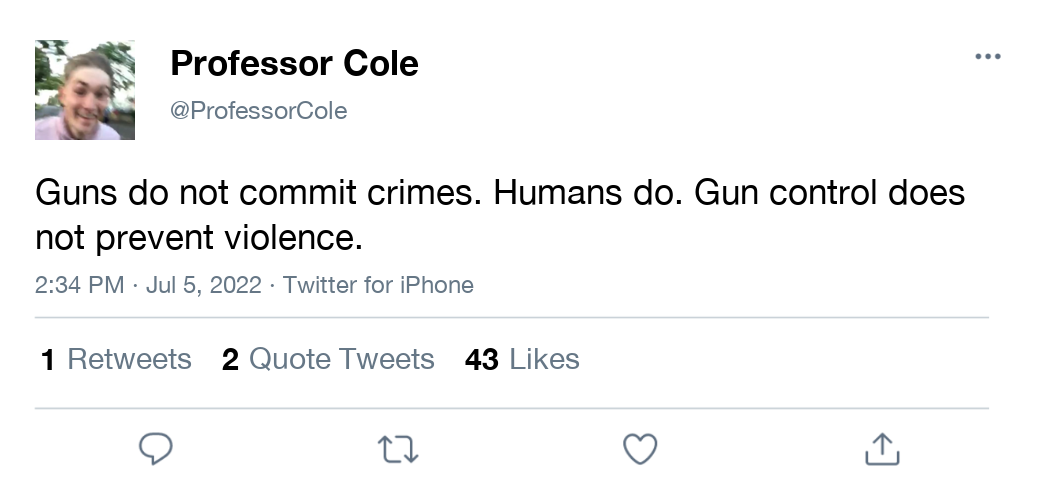 Professor Cole
@ProfessorCole
Guns do not commit crimes. Humans do. Gun control does
not prevent violence.
2:34 PM · Jul 5, 2022 · Twitter for iPhone
1 Retweets 2 Quote Tweets 43 Likes